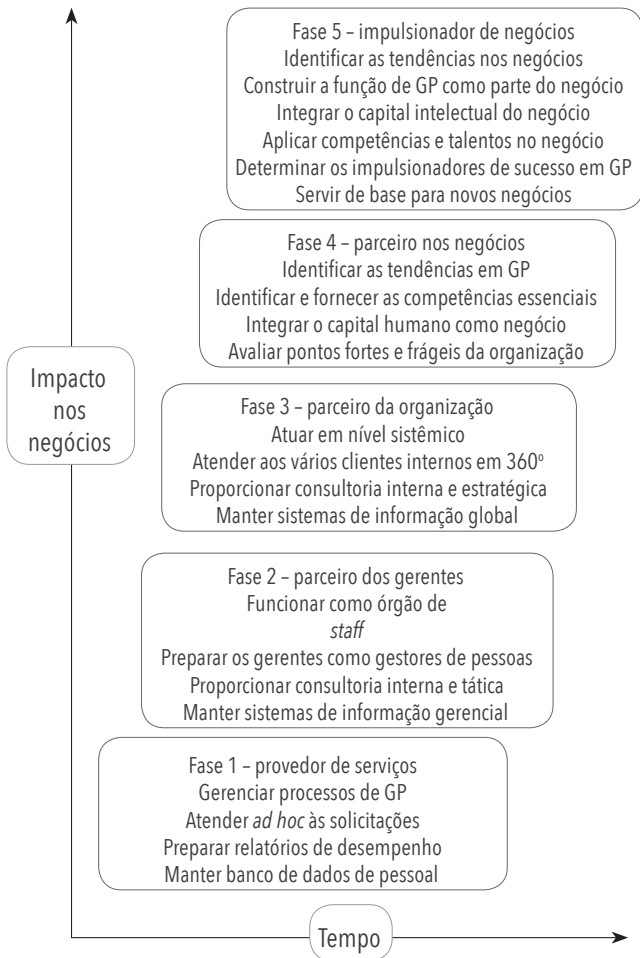 Fase 5 – impulsionador de negócios
Identificar as tendências nos negócios
Construir a função de GP como parte do negócio
Integrar o capital intelectual do negócio
Aplicar competências e talentos no negócio
Determinar os impulsionadores de sucesso em GP
Servir de base para novos negócios
Fase 4 – parceiro nos negócios
Identificar as tendências em GP
Identificar e fornecer as competências essenciais
Integrar o capital humano como negócio
Avaliar pontos fortes e frágeis da organização
Impacto
nos
negócios
Fase 3 – parceiro da organização
Atuar em nível sistêmico
Atender aos vários clientes internos em 360º
Proporcionar consultoria interna e estratégica
Manter sistemas de informação global
Fase 2 – parceiro dos gerentes
Funcionar como órgão de
staff
Preparar os gerentes como gestores de pessoas
Proporcionar consultoria interna e tática
Manter sistemas de informação gerencial
Fase 1 – provedor de serviços
Gerenciar processos de GP
Atender ad hoc às solicitações
Preparar relatórios de desempenho
Manter banco de dados de pessoal
Tempo